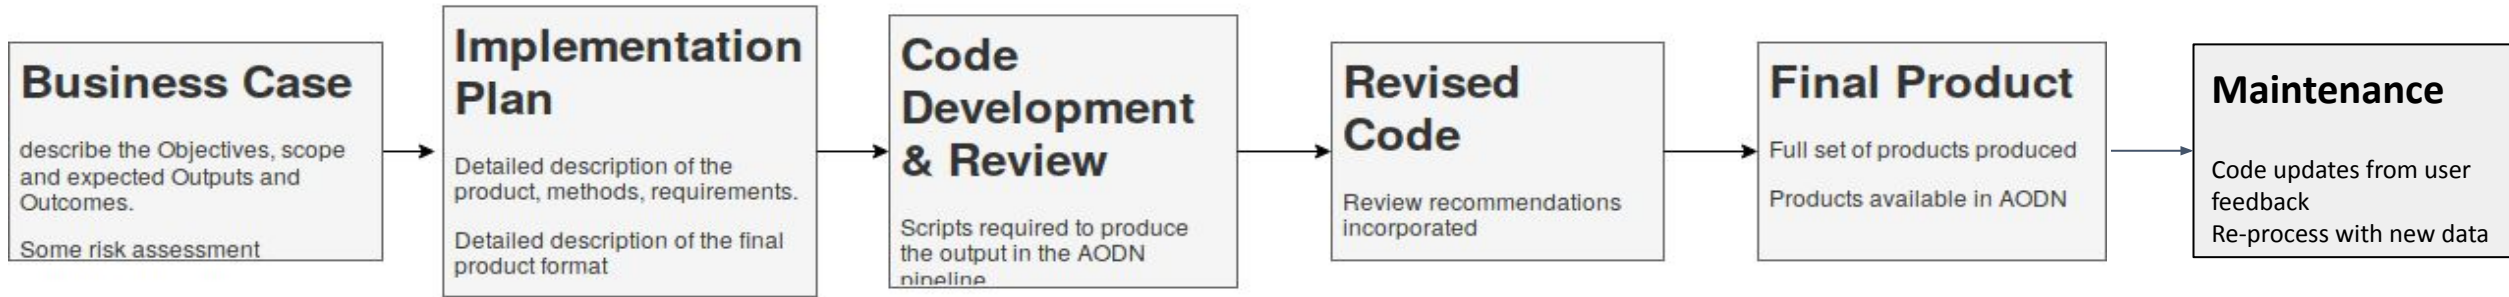 Business Case
describe the Objectives, scope
and expected Outputs and
Outcomes.
Some risk assessment
Implementation
Plan
Detailed description of the
product, methods, requirements.
Detailed description of the final
product format
Code
Development
& Review
Scripts required to produce
the output in the AODN
pipeline
Revised
Code
Review recommendations
incorporated
Final Product
Full set of products produced
Products available in AODN
Maintenance
Code updates from user
feedback
Re-process with new data